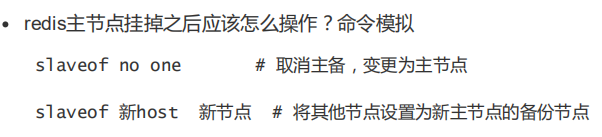 • redis主节点挂掉之后应该怎么操作？命令模拟
slaveof no one # 取消主备，变更为主节点
slaveof 新host 新节点 # 将其他节点设置为新主节点的备份节点